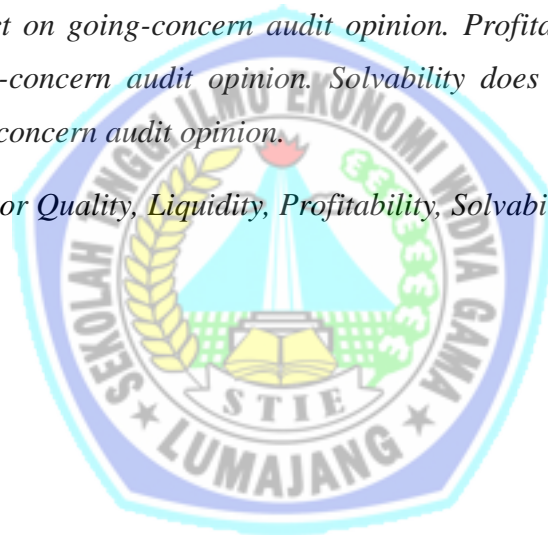 ct on going-concern audit opinion. Profita
-concern audit opinion. Solvability does
concern audit opinion.
or Quality, Liquidity, Profitability, Solvabi
SEKOLAH TINGGI ILMU EKONOMI WIDYA GAMA
STIE
LUMAJANG